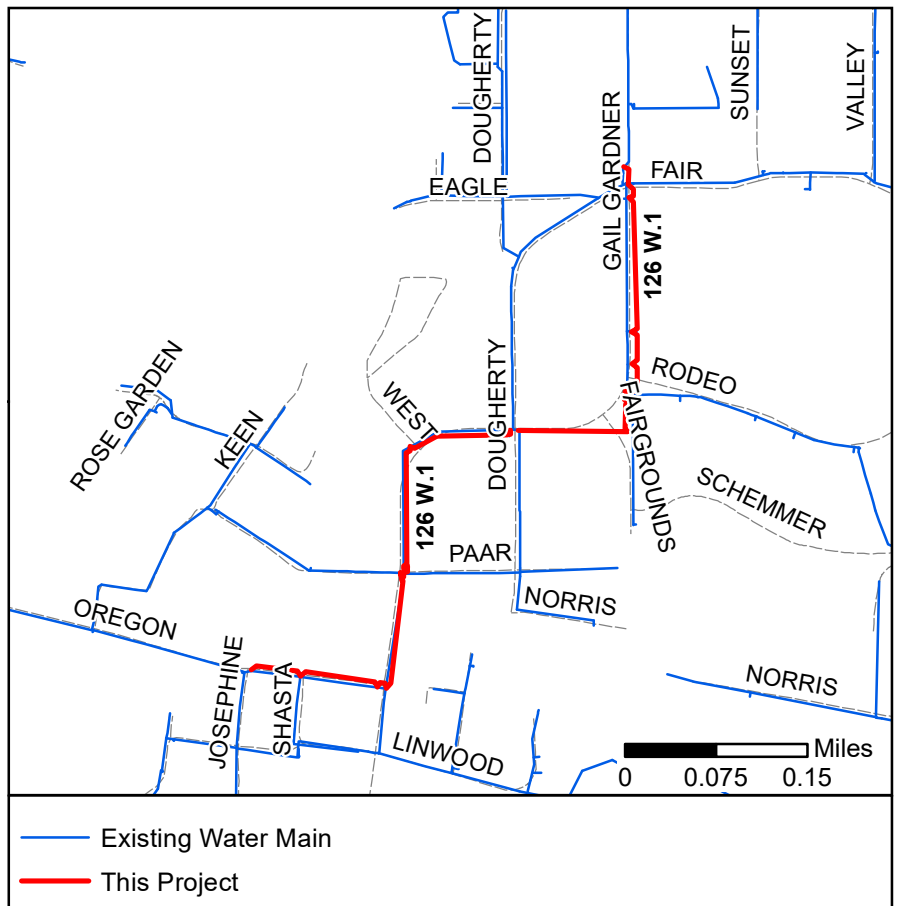 DOUGHERTY
SUNSET
VALLEY
GAIL GARDNER
FAIR
EAGLE
126 W.1
RODEO
DOUGHERTY
WEST
FAIRGROUNDS
ROSE GARDEN
KEEN
SCHEMMER
126 W.1
PAAR
NORRIS
OREGON
JOSEPHINE
SHASTA
NORRIS
LINWOOD
Miles
0 0.075 0.15
Existing Water Main
This Project